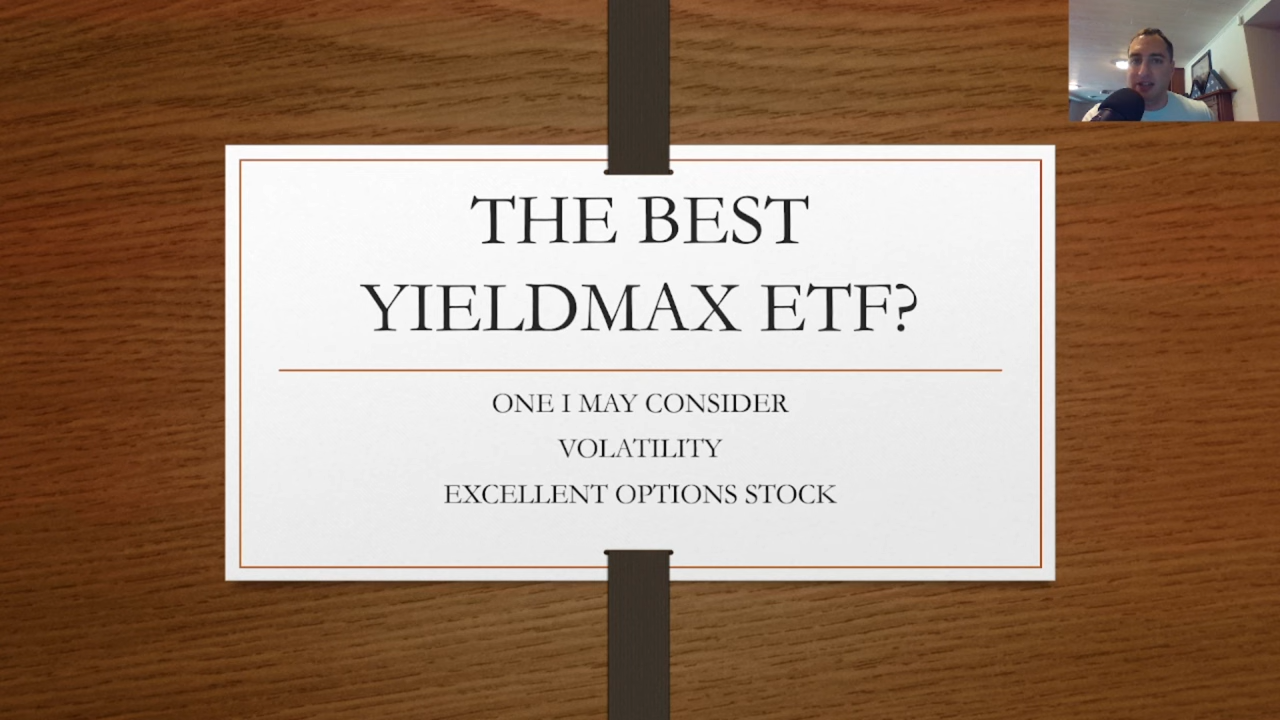 THE BEST
YIELDMAX ETF?
ONE I MAY CONSIDER
VOLATILITY
EXCELLENT OPTIONS STOCK